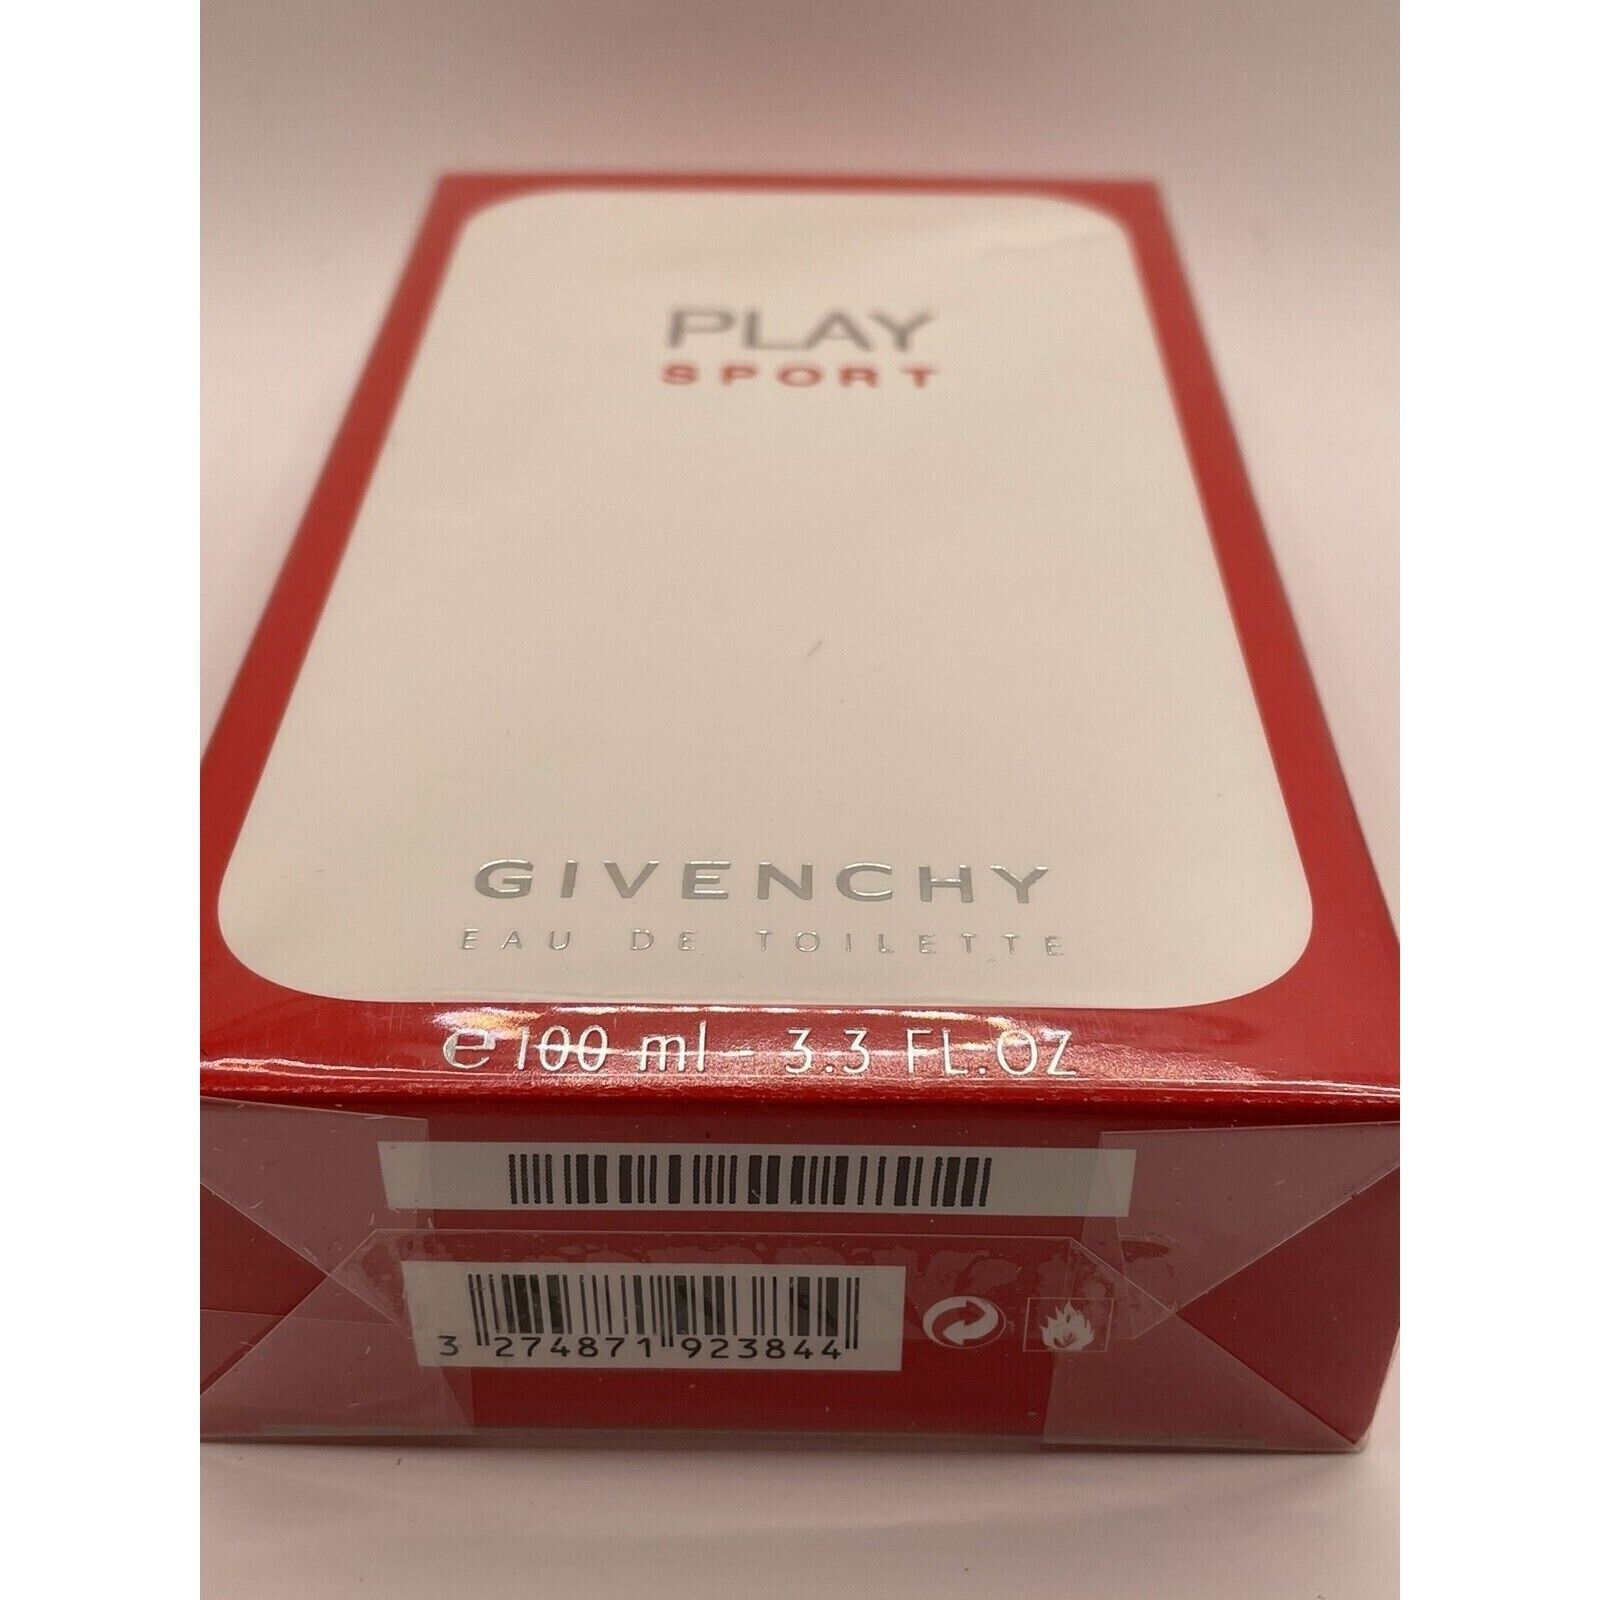 PLAY
SPORT
GIVENCHY
EAU DE TOILETTE
℮ 100 ml - 3.3 FL.OZ
3 274871 923844